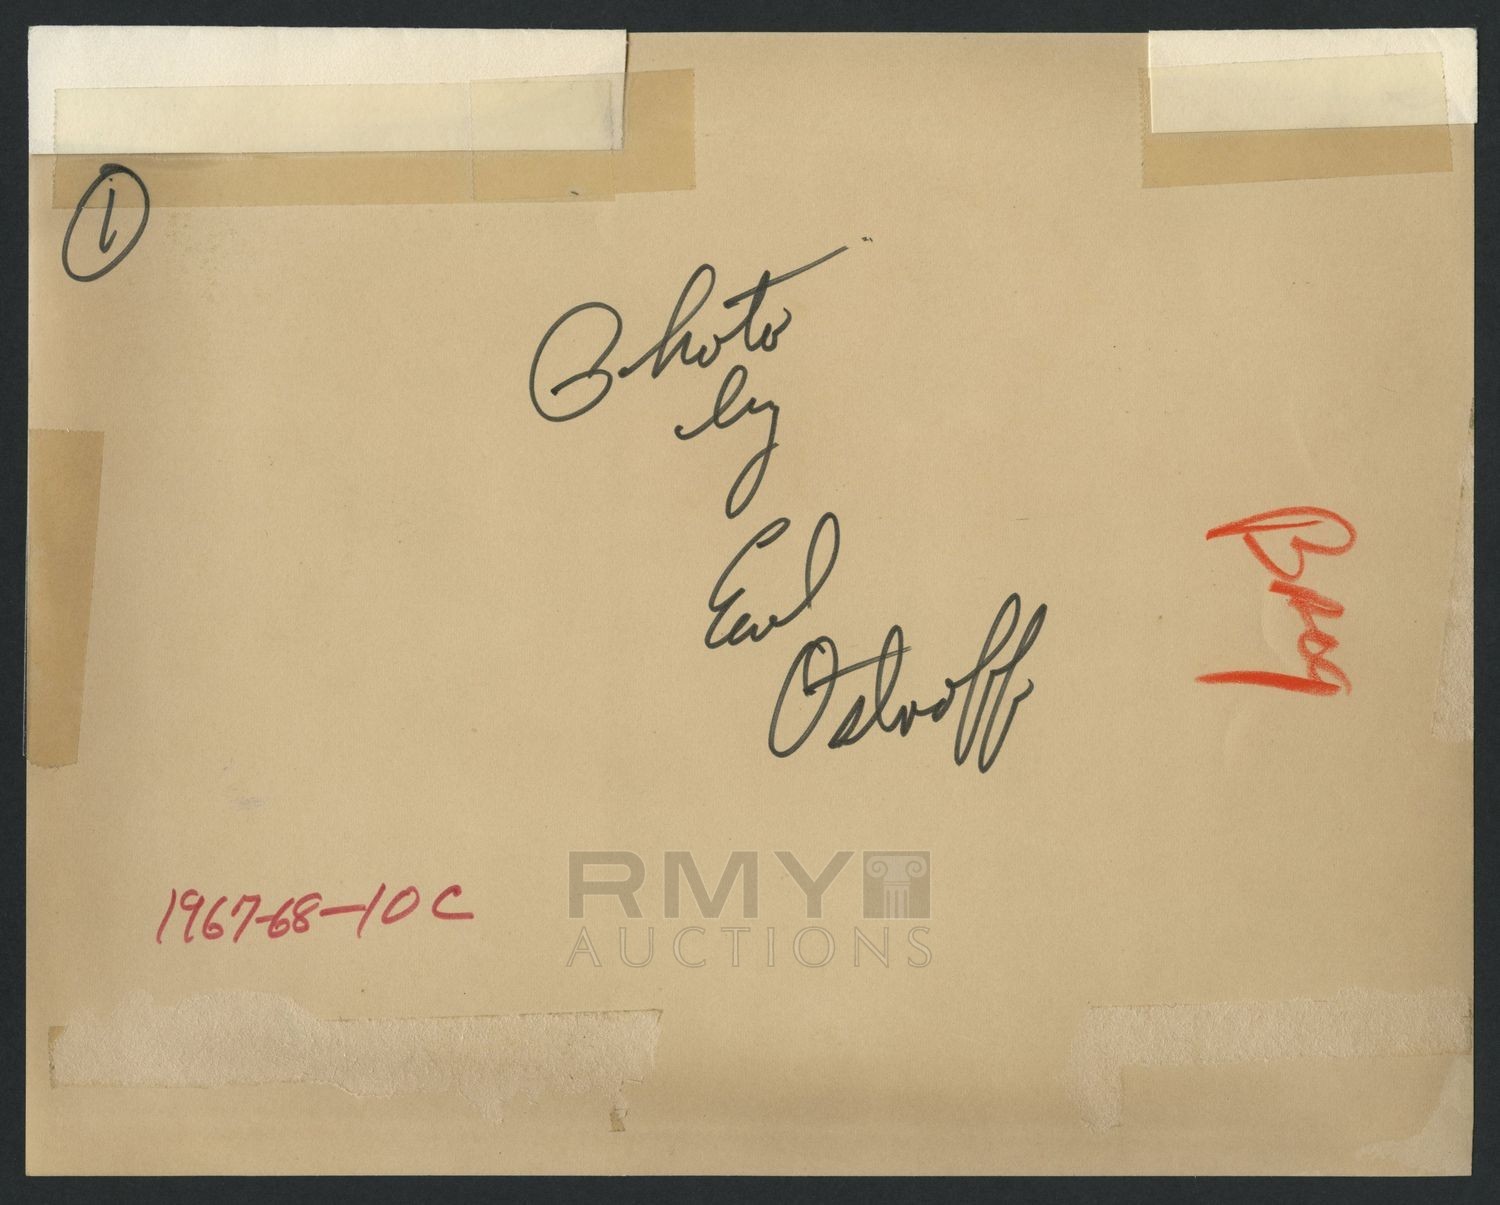 1
Photo
by
Earl
Ostroff
1967-68-10C
RMY
AUCTIONS